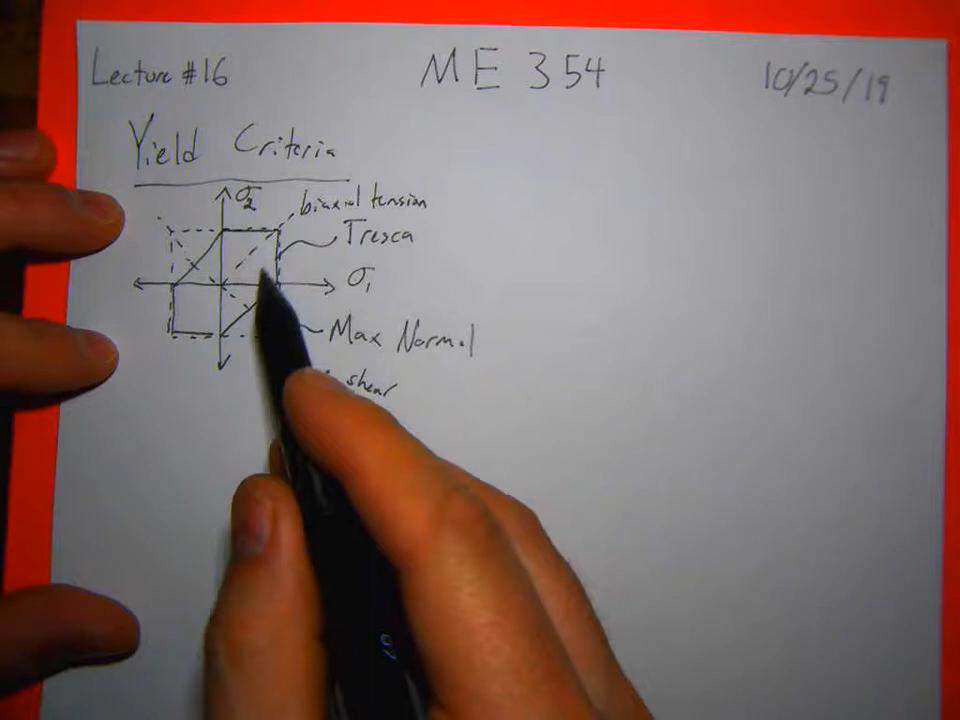 Lecture #16
ME 354
10/25/19
Yield Criteria
σ2
biaxial tension
Tresca
σ1
Max Normal
shear